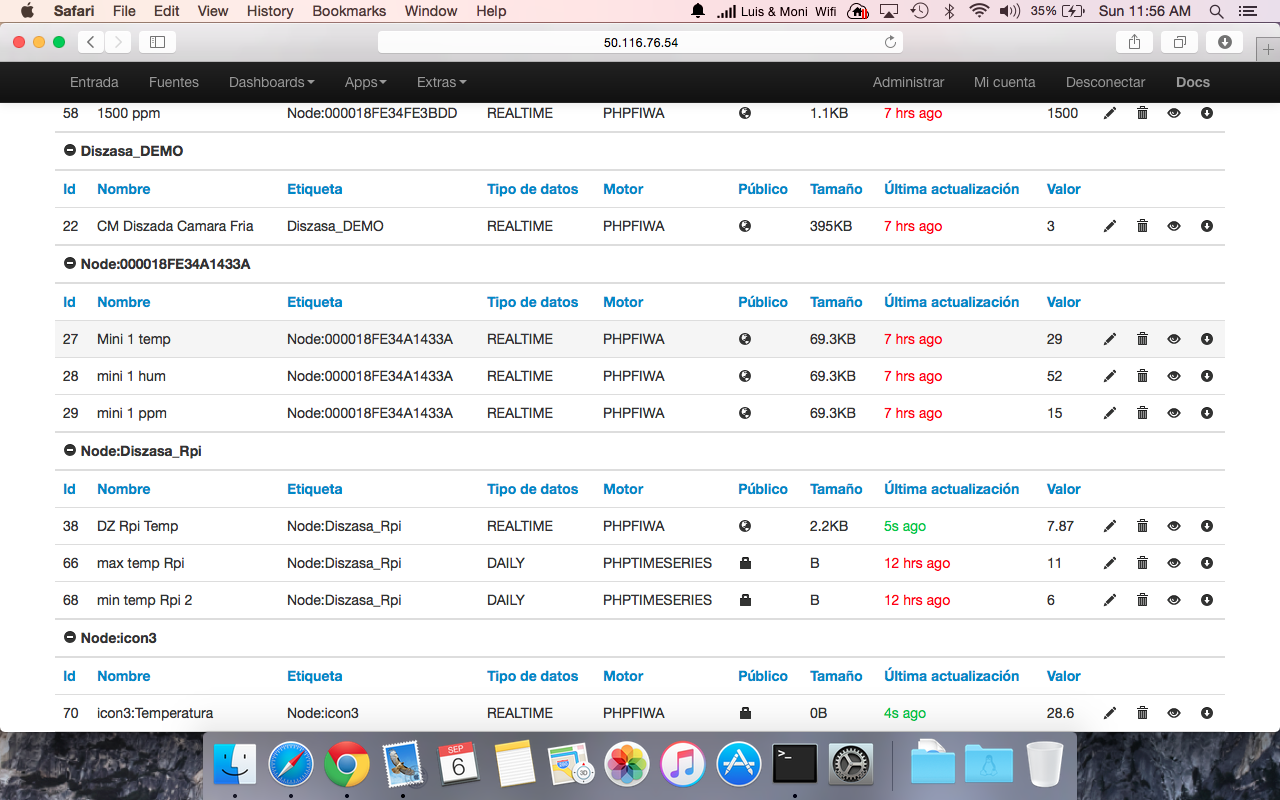 Safari File Edit View History Bookmarks Window Help Luis & Moni Wifi 35% Sun 11:56 AM
50.116.76.54
Entrada Fuentes Dashboards Apps Extras Administrar Mi cuenta Desconectar Docs
58 1500 ppm Node:000018FE34FE3BDD REALTIME PHPFIWA 1.1KB 7 hrs ago 1500
Diszasa_DEMO
Id Nombre Etiqueta Tipo de datos Motor Público Tamaño Última actualización Valor
22 CM Diszada Camara Fria Diszasa_DEMO REALTIME PHPFIWA 395KB 7 hrs ago 3
Node:000018FE34A1433A
Id Nombre Etiqueta Tipo de datos Motor Público Tamaño Última actualización Valor
27 Mini 1 temp Node:000018FE34A1433A REALTIME PHPFIWA 69.3KB 7 hrs ago 29
28 mini 1 hum Node:000018FE34A1433A REALTIME PHPFIWA 69.3KB 7 hrs ago 52
29 mini 1 ppm Node:000018FE34A1433A REALTIME PHPFIWA 69.3KB 7 hrs ago 15
Node:Diszasa_Rpi
Id Nombre Etiqueta Tipo de datos Motor Público Tamaño Última actualización Valor
38 DZ Rpi Temp Node:Diszasa_Rpi REALTIME PHPFIWA 2.2KB 5s ago 7.87
66 max temp Rpi Node:Diszasa_Rpi DAILY PHPTIMESERIES B 12 hrs ago 11
68 min temp Rpi 2 Node:Diszasa_Rpi DAILY PHPTIMESERIES B 12 hrs ago 6
Node:icon3
Id Nombre Etiqueta Tipo de datos Motor Público Tamaño Última actualización Valor
70 icon3:Temperatura Node:icon3 REALTIME PHPFIWA 0B 4s ago 28.6
SEP
6
280
3D